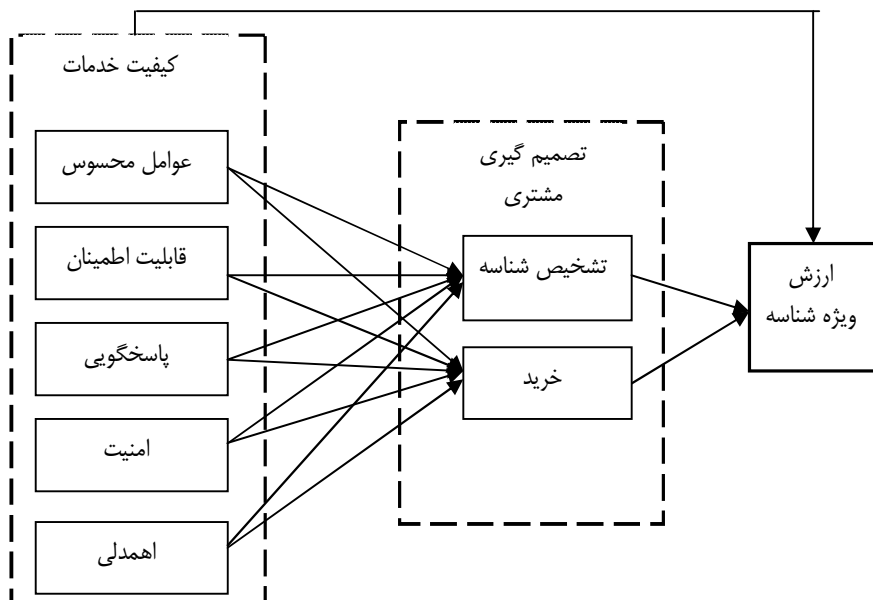 کیفیت خدمات
عوامل محسوس
قابلیت اطمینان
پاسخگویی
امنیت
اهمدلی
تصمیم گیری
مشتری
تشخیص شناسه
خرید
ارزش
ویژه شناسه